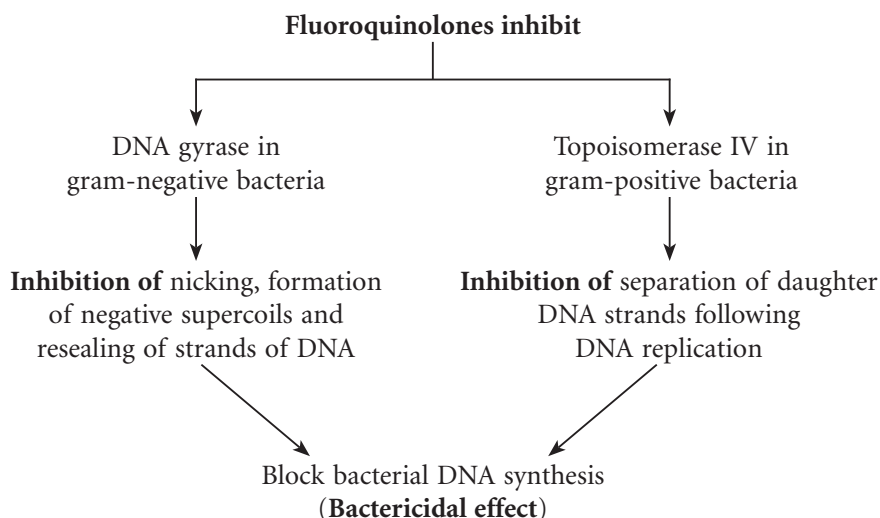 Fluoroquinolones inhibit
DNA gyrase in
gram-negative bacteria
Topoisomerase IV in
gram-positive bacteria
Inhibition of nicking, formation
of negative supercoils and
resealing of strands of DNA
Inhibition of separation of daughter
DNA strands following
DNA replication
Block bacterial DNA synthesis
(Bactericidal effect)